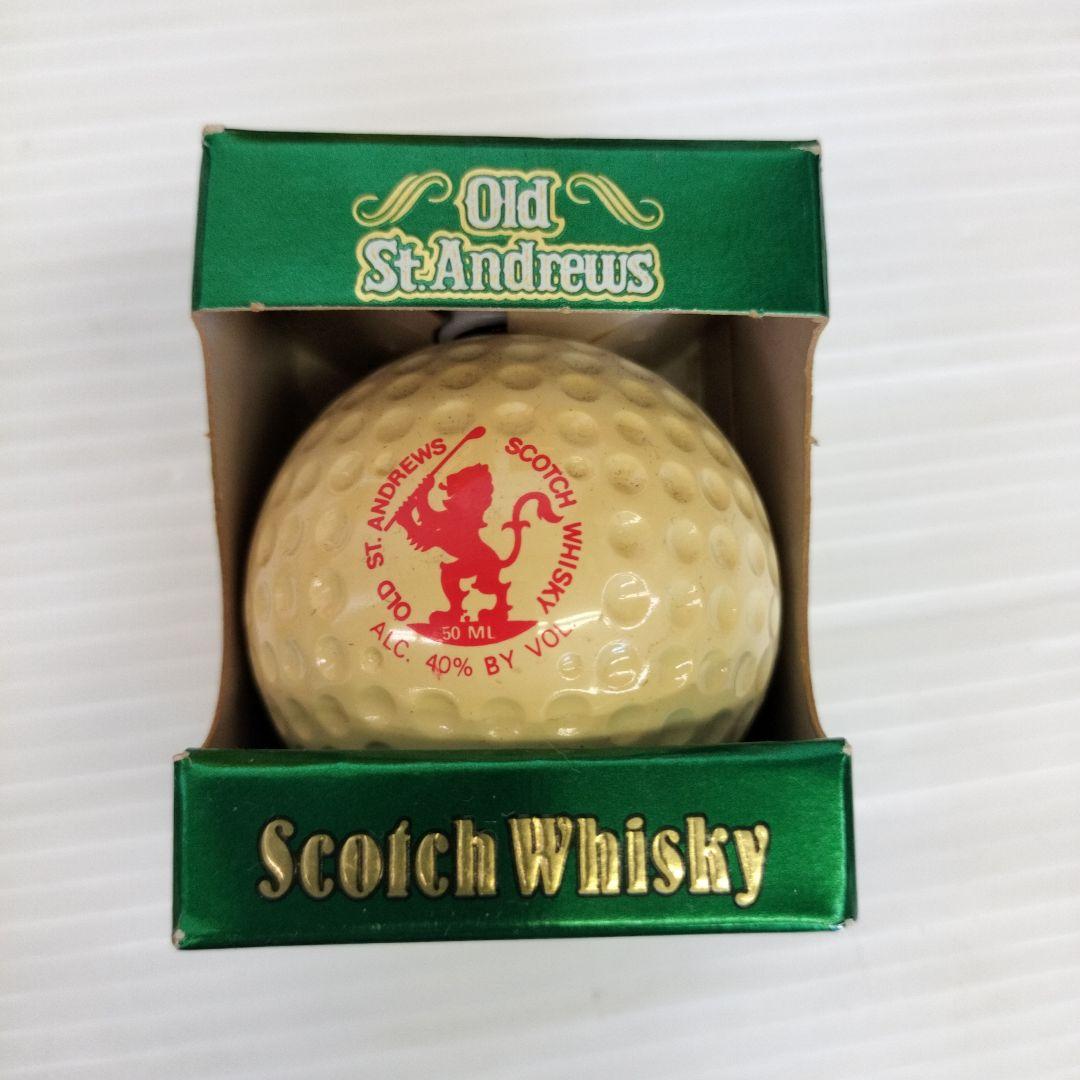 Old
St. Andrews
OLD ST. ANDREWS SCOTCH WHISKY
50 ML
ALC. 40% BY VOL.
Scotch Whisky